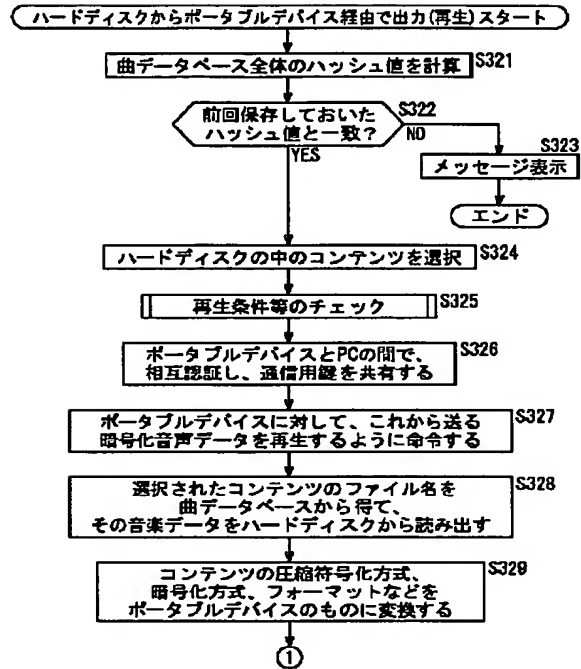 ハードディスクからポータブルデバイス経由で出力(再生)スタート
曲データベース全体のハッシュ値を計算 S321
前回保存しておいた
ハッシュ値と一致?
S322
NO
YES
S323
メッセージ表示
エンド
ハードディスクの中のコンテンツを選択 S324
再生条件等のチェック S325
ポータブルデバイスとPCの間で、
相互認証し、通信用鍵を共有する
S326
ポータブルデバイスに対して、これから送る
暗号化音声データを再生するように命令する
S327
選択されたコンテンツのファイル名を
曲データベースから得て、
その音楽データをハードディスクから読み出す
S328
コンテンツの圧縮符号化方式、
暗号化方式、フォーマットなどを
ポータブルデバイスのものに変換する
S329
①